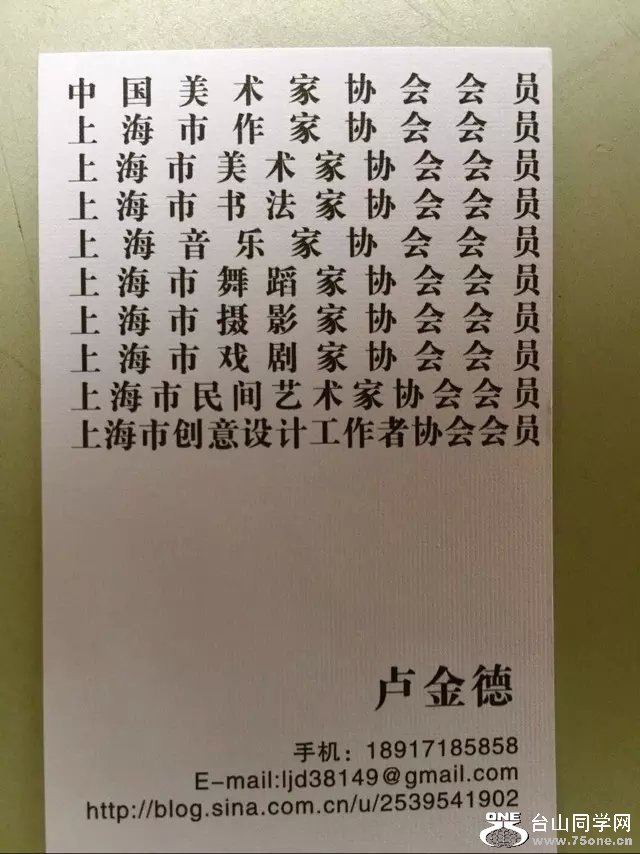 中国美术家协会会员
上海市作家协会会员
上海市美术家协会会员
上海市书法家协会会员
上海音乐家协会会员
上海市舞蹈家协会会员
上海市摄影家协会会员
上海市戏剧家协会会员
上海市民间艺术家协会会员
上海市创意设计工作者协会会员
卢金德
手机：18917185858
E-mail:ljd38149@gmail.com
http://blog.sina.com.cn/u/2539541902
ONE 台山同学网
www.75one.cn